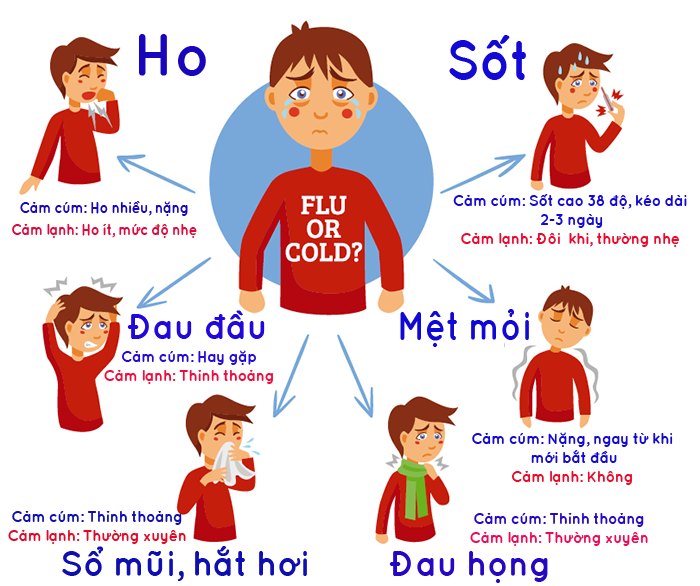 Ho
Sốt
FLU
OR
COLD?
Cảm cúm: Ho nhiều, nặng
Cảm lạnh: Ho ít, mức độ nhẹ
Cảm cúm: Sốt cao 38 độ, kéo dài
2-3 ngày
Cảm lạnh: Đôi khi, thường nhẹ
Đau đầu
Cảm cúm: Hay gặp
Cảm lạnh: Thỉnh thoảng
Mệt mỏi
Cảm cúm: Nặng, ngay từ khi
mới bắt đầu
Cảm lạnh: Không
Cảm cúm: Thỉnh thoảng
Cảm lạnh: Thường xuyên
Sổ mũi, hắt hơi
Cảm cúm: Thỉnh thoảng
Cảm lạnh: Thường xuyên
Đau họng